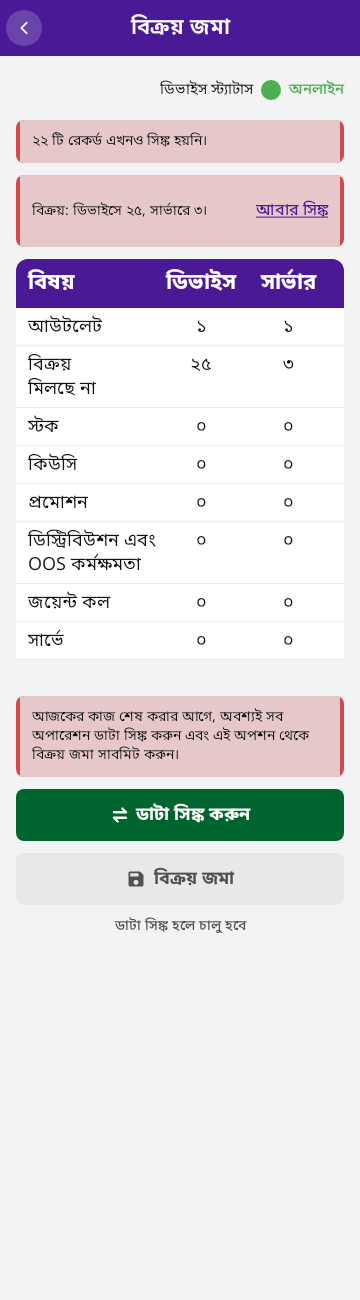 বিক্রয় জমা
ডিভাইস স্ট্যাটাস অনলাইন
২২ টি রেকর্ড এখনও সিঙ্ক হয়নি।
বিক্রয়: ডিভাইসে ২৫, সার্ভারে ৩। আবার সিঙ্ক
বিষয় ডিভাইস সার্ভার
আউটলেট ১ ১
বিক্রয় ২৫ ৩
মিলছে না
স্টক ০ ০
কিউসি ০ ০
প্রমোশন ০ ০
ডিস্ট্রিবিউশন এবং ০ ০
OOS কর্মক্ষমতা
জয়েন্ট কল ০ ০
সার্ভে ০ ০
আজকের কাজ শেষ করার আগে, অবশ্যই সব
অপারেশন ডাটা সিঙ্ক করুন এবং এই অপশন থেকে
বিক্রয় জমা সাবমিট করুন।
ডাটা সিঙ্ক করুন
বিক্রয় জমা
ডাটা সিঙ্ক হলে চালু হবে